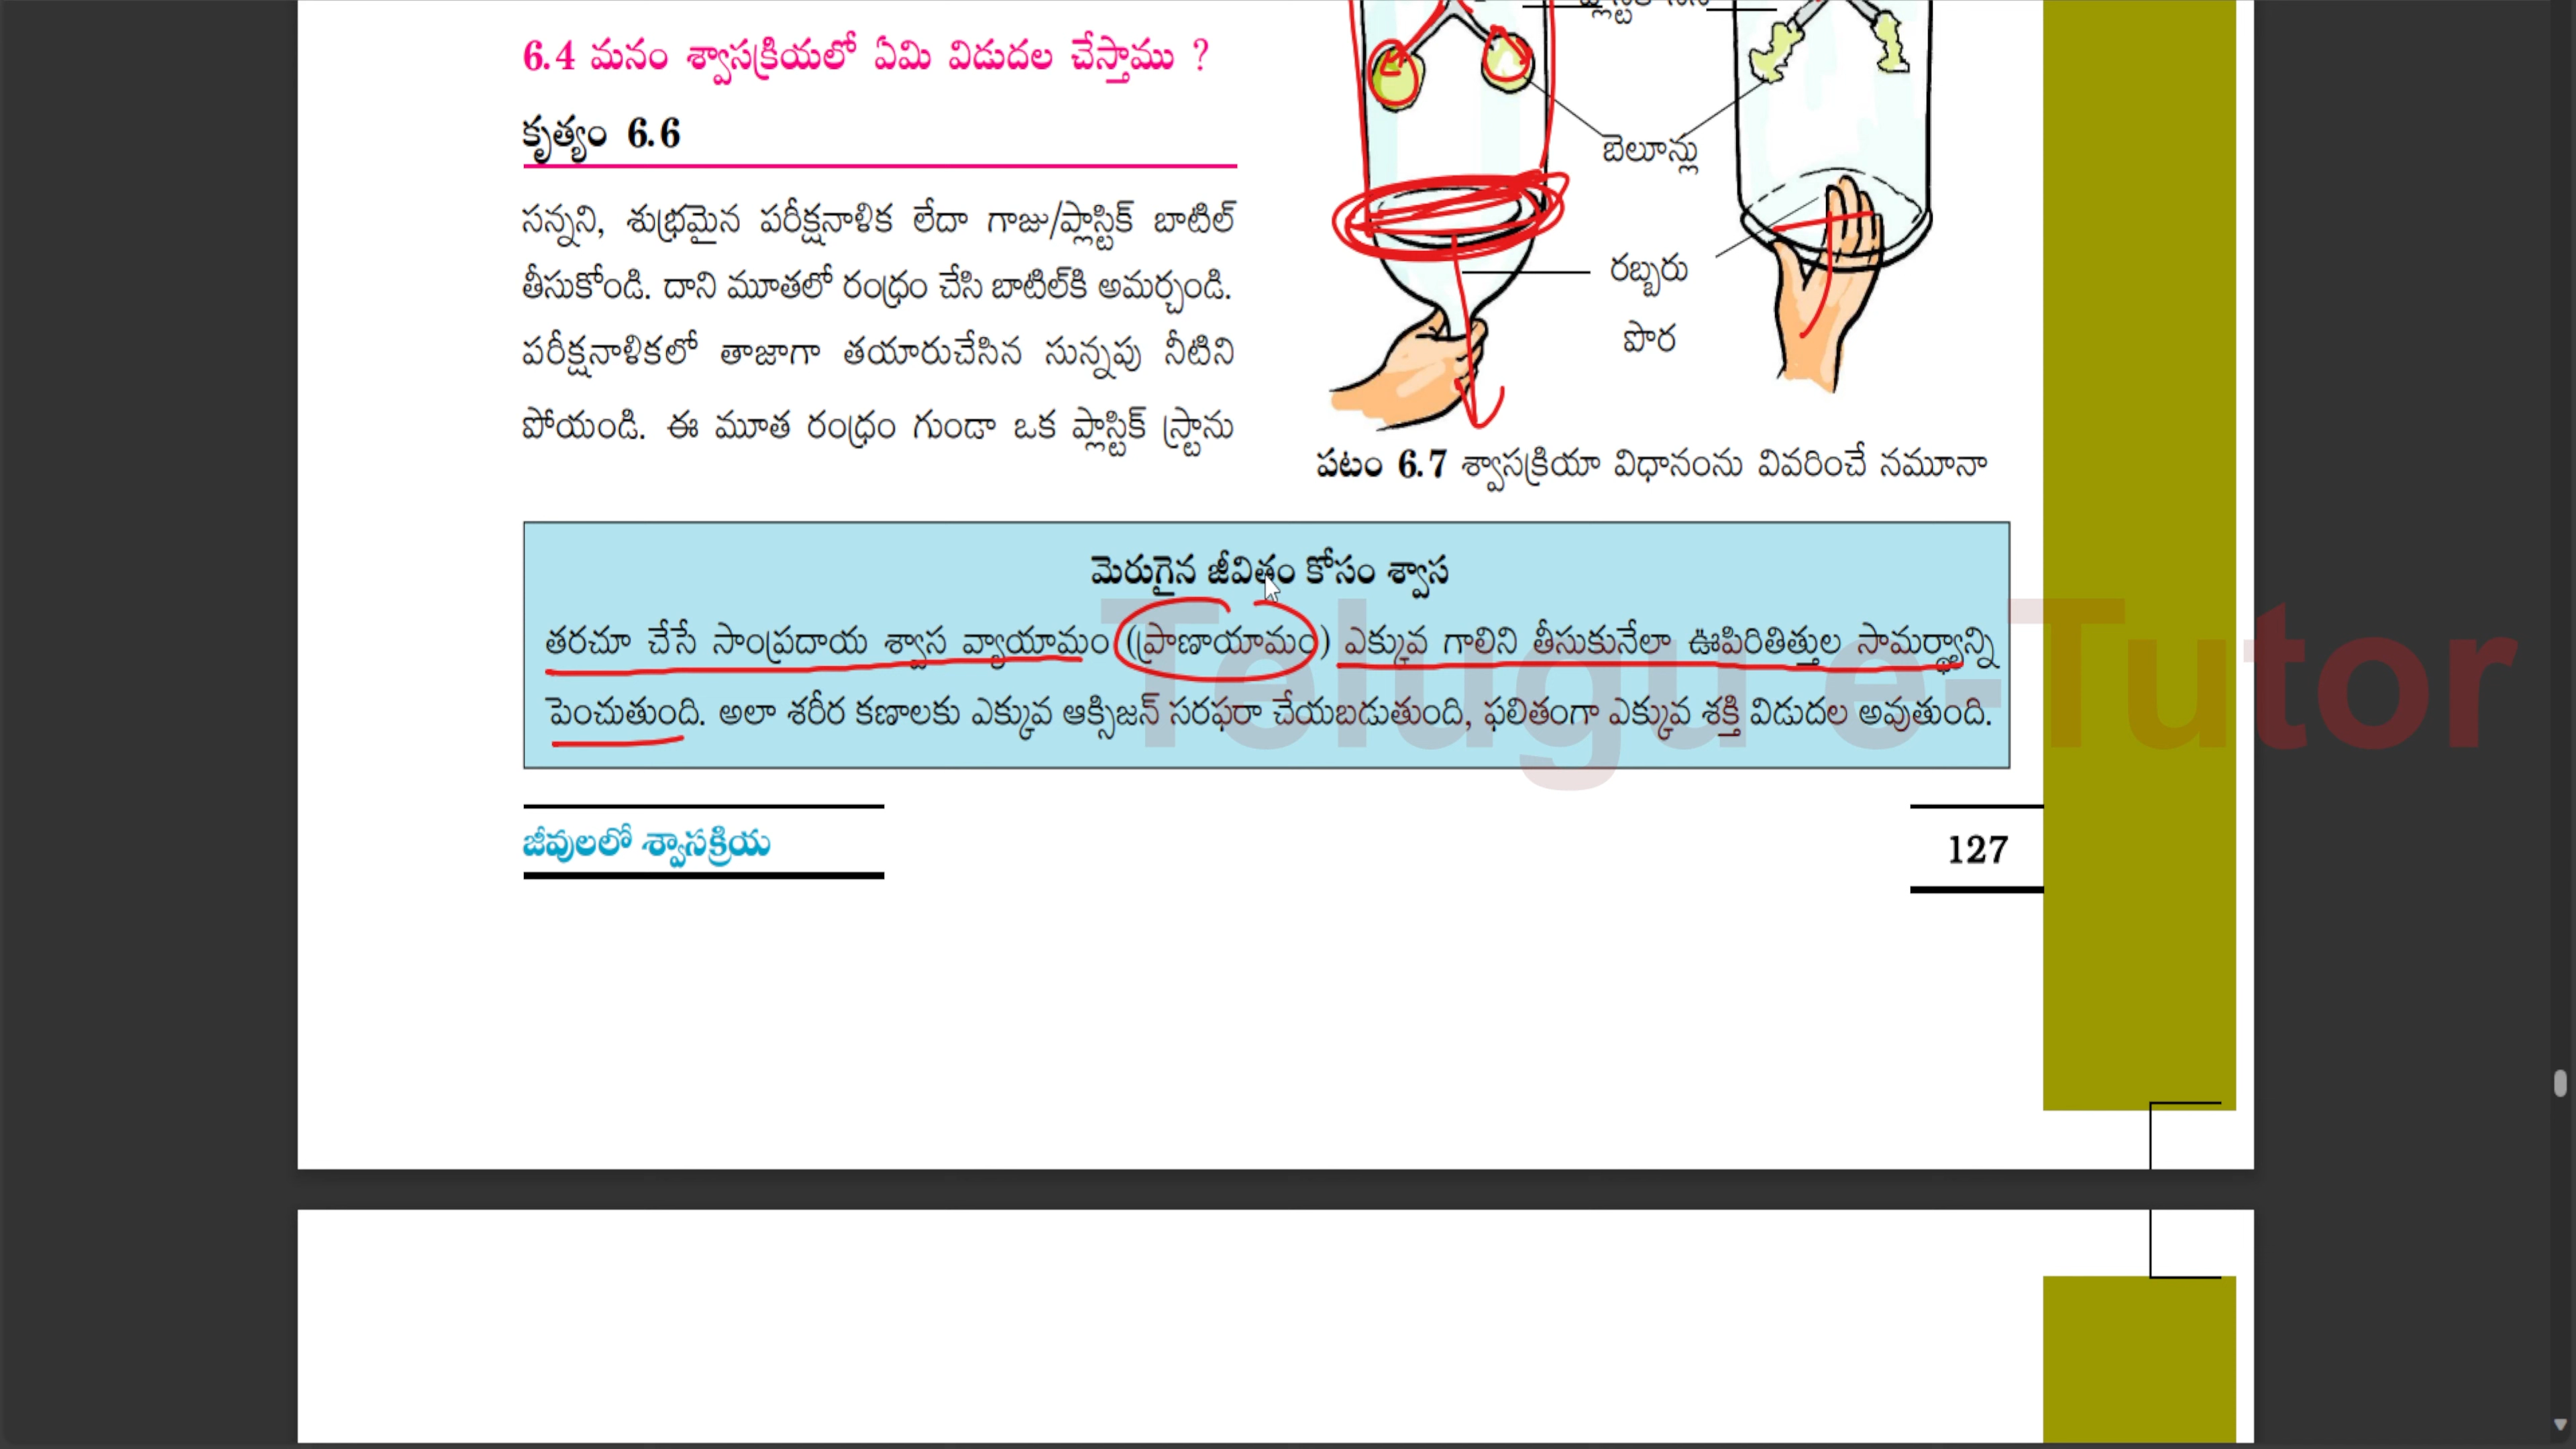 6.4 మనం శ్వాసక్రియలో ఏమి విడుదల చేస్తాము ?
కృత్యం 6.6
సన్నని, శుభ్రమైన పరీక్షనాళిక లేదా గాజు/ప్లాస్టిక్ బాటిల్
తీసుకోండి. దాని మూతలో రంధ్రం చేసి బాటిల్‌కి అమర్చండి.
పరీక్షనాళికలో తాజాగా తయారుచేసిన సున్నపు నీటిని
పోయండి. ఈ మూత రంధ్రం గుండా ఒక ప్లాస్టిక్ స్ట్రాను
బెలూన్లు
రబ్బరు
పొర
పటం 6.7 శ్వాసక్రియా విధానంను వివరించే నమూనా
మెరుగైన జీవితం కోసం శ్వాస
తరచూ చేసే సాంప్రదాయ శ్వాస వ్యాయామం (ప్రాణాయామం) ఎక్కువ గాలిని తీసుకునేలా ఊపిరితిత్తుల సామర్థ్యాన్ని
పెంచుతుంది. అలా శరీర కణాలకు ఎక్కువ ఆక్సిజన్ సరఫరా చేయబడుతుంది, ఫలితంగా ఎక్కువ శక్తి విడుదల అవుతుంది.
Telugu e-Tutor
జీవులలో శ్వాసక్రియ
127